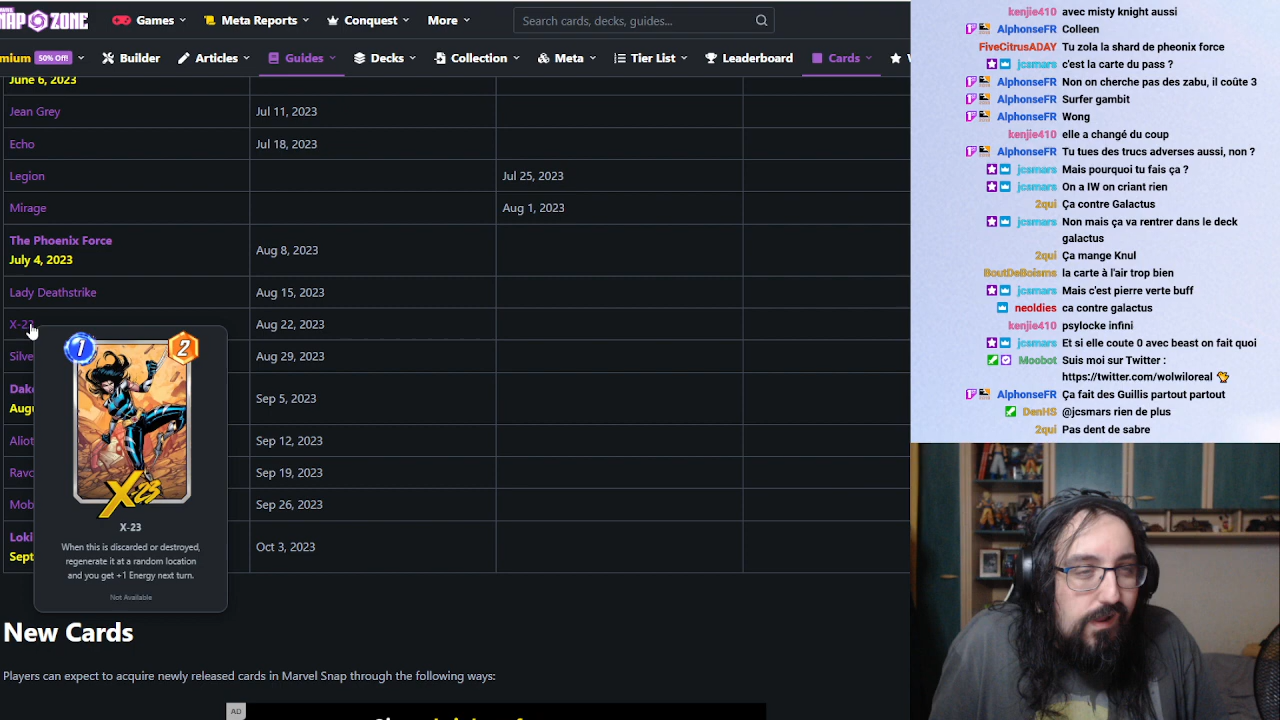 SNAP ZONE
Games
Meta Reports
Conquest
More
Search cards, decks, guides...
mium 50% Off!
Builder
Articles
Guides
Decks
Collection
Meta
Tier List
Leaderboard
Cards
June 6, 2023
Jean Grey Jul 11, 2023
Echo Jul 18, 2023
Legion Jul 25, 2023
Mirage Aug 1, 2023
The Phoenix Force
July 4, 2023
Aug 8, 2023
Lady Deathstrike Aug 15, 2023
X-23 Aug 22, 2023
Silve Aug 29, 2023
Dake
Augu
Sep 12, 2023
Aliot
Ravo Sep 19, 2023
Mob Sep 26, 2023
Loki
Sept
Oct 3, 2023
1
2
X-23
X-23
When this is discarded or destroyed,
regenerate it at a random location
and you get +1 Energy next turn.
Not Available
New Cards
Players can expect to acquire newly released cards in Marvel Snap through the following ways:
AD
kenjie410 avec misty knight aussi
AlphonseFR Colleen
FiveCitrusADAY Tu zola la shard de pheonix force
jcsmars c'est la carte du pass ?
AlphonseFR Non on cherche pas des zabu, il coûte 3
AlphonseFR Surfer gambit
AlphonseFR Wong
kenjie410 elle a changé du coup
AlphonseFR Tu tues des trucs adverses aussi, non ?
jcsmars Mais pourquoi tu fais ça ?
jcsmars On a IW on criant rien
2qui Ça contre Galactus
jcsmars Non mais ça va rentrer dans le deck
galactus
2qui Ça mange Knul
BoutDeBoisms la carte à l'air trop bien
jcsmars Mais c'est pierre verte buff
neoldies ca contre galactus
kenjie410 psylocke infini
jcsmars Et si elle coute 0 avec beast on fait quoi
Moobot Suis moi sur Twitter :
https://twitter.com/wolwiloreal
AlphonseFR Ça fait des Guillis partout partout
DenHS @jcsmars rien de plus
2qui Pas dent de sabre